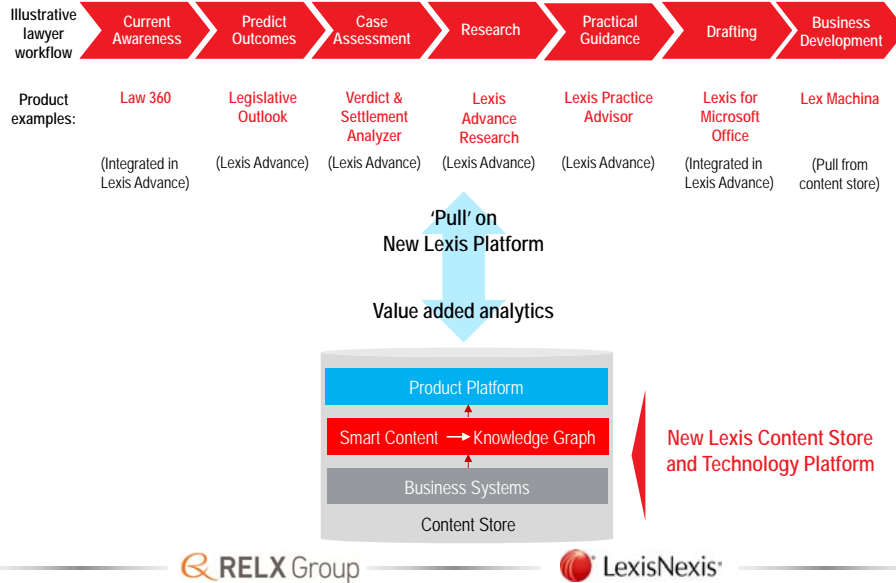 Illustrative
lawyer
workflow
Current
Awareness
Predict
Outcomes
Case
Assessment
Research
Practical
Guidance
Drafting
Business
Development
Product
examples:
Law 360
(Integrated in
Lexis Advance)
Legislative
Outlook
(Lexis Advance)
Verdict &
Settlement
Analyzer
(Lexis Advance)
Lexis
Advance
Research
(Lexis Advance)
Lexis Practice
Advisor
(Lexis Advance)
Lexis for
Microsoft
Office
(Integrated in
Lexis Advance)
Lex Machina
(Pull from
content store)
'Pull' on
New Lexis Platform
Value added analytics
Product Platform
Smart Content → Knowledge Graph
Business Systems
Content Store
New Lexis Content Store
and Technology Platform
RELX Group
LexisNexis®